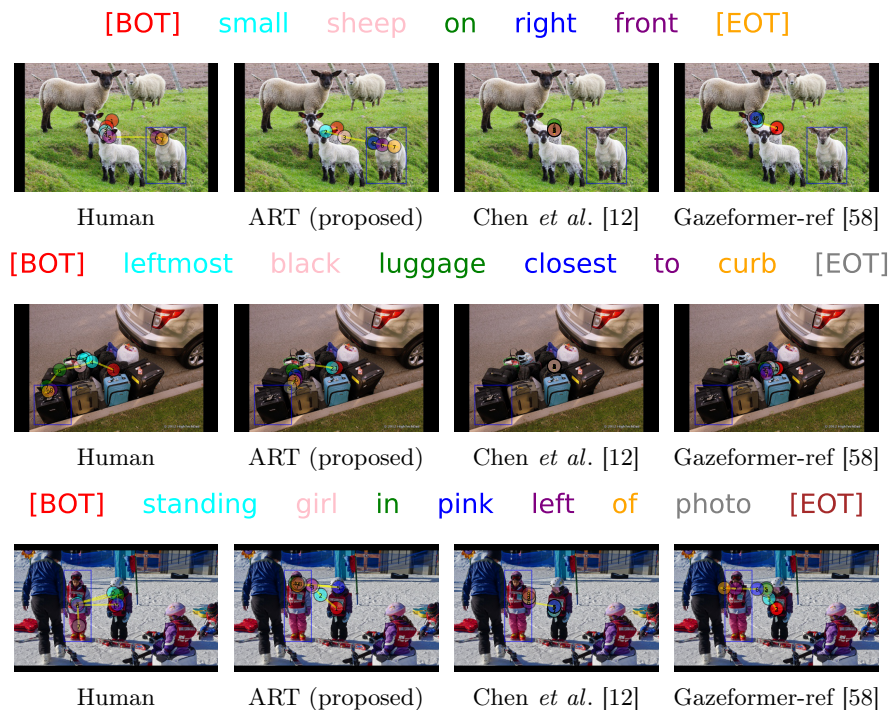 [BOT] small sheep on right front [EOT]
Human ART (proposed) Chen et al. [12] Gazeformer-ref [58]
[BOT] leftmost black luggage closest to curb [EOT]
Human ART (proposed) Chen et al. [12] Gazeformer-ref [58]
[BOT] standing girl in pink left of photo [EOT]
Human ART (proposed) Chen et al. [12] Gazeformer-ref [58]